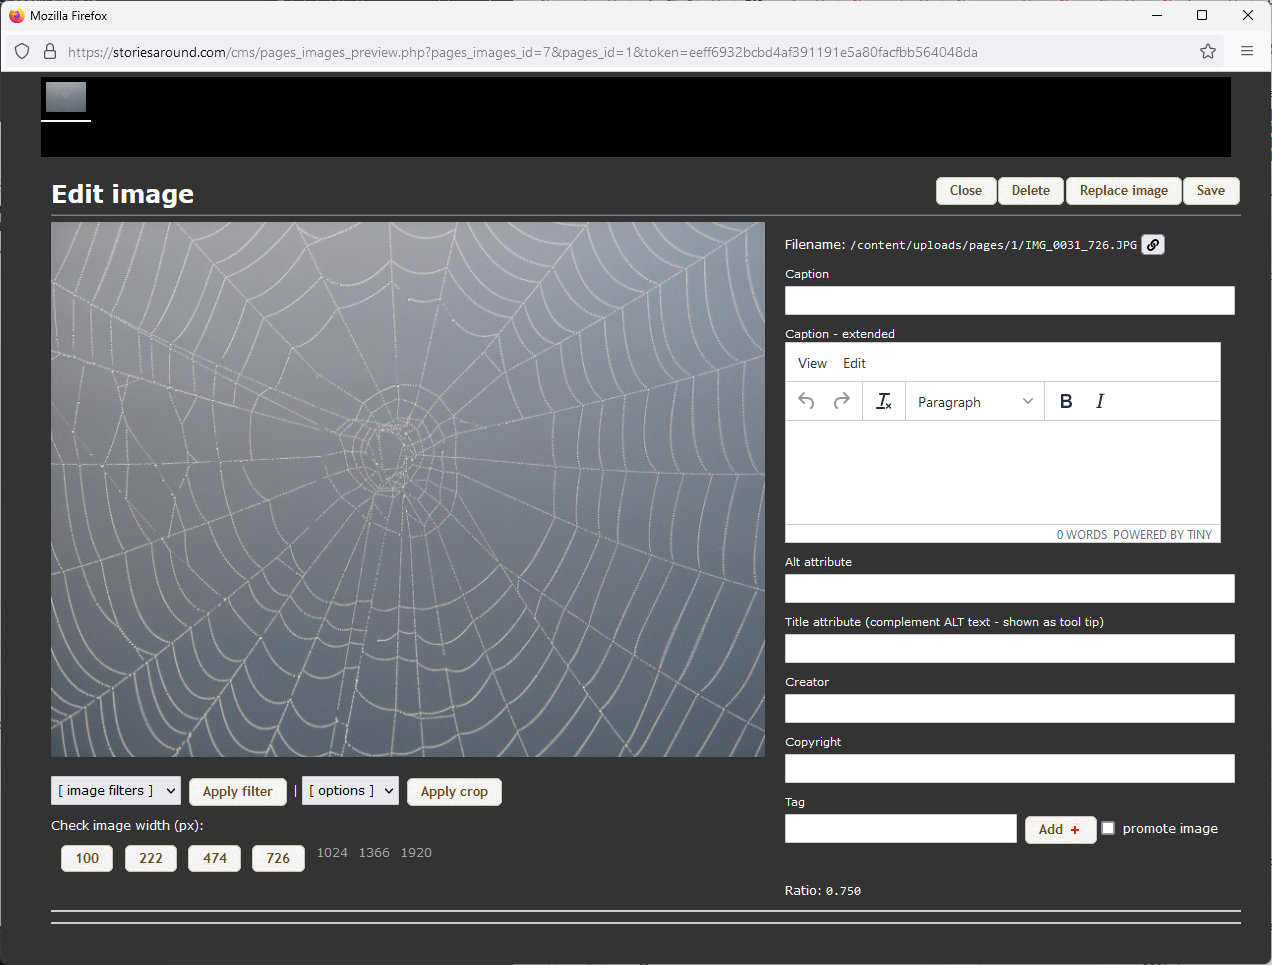 Mozilla Firefox
https://storiesaround.com/cms/pages_images_preview.php?pages_images_id=7&pages_id=1&token=eeff6932bcbd4af391191e5a80facfbb564048da
Edit image
Close Delete Replace image Save
Filename: /content/uploads/pages/1/IMG_0031_726.JPG
Caption
Caption - extended
View Edit
Paragraph B I
0 WORDS POWERED BY TINY
Alt attribute
Title attribute (complement ALT text - shown as tool tip)
Creator
Copyright
Tag
Add + promote image
Ratio: 0.750
[ image filters ] Apply filter | [ options ] Apply crop
Check image width (px):
100 222 474 726 1024 1366 1920